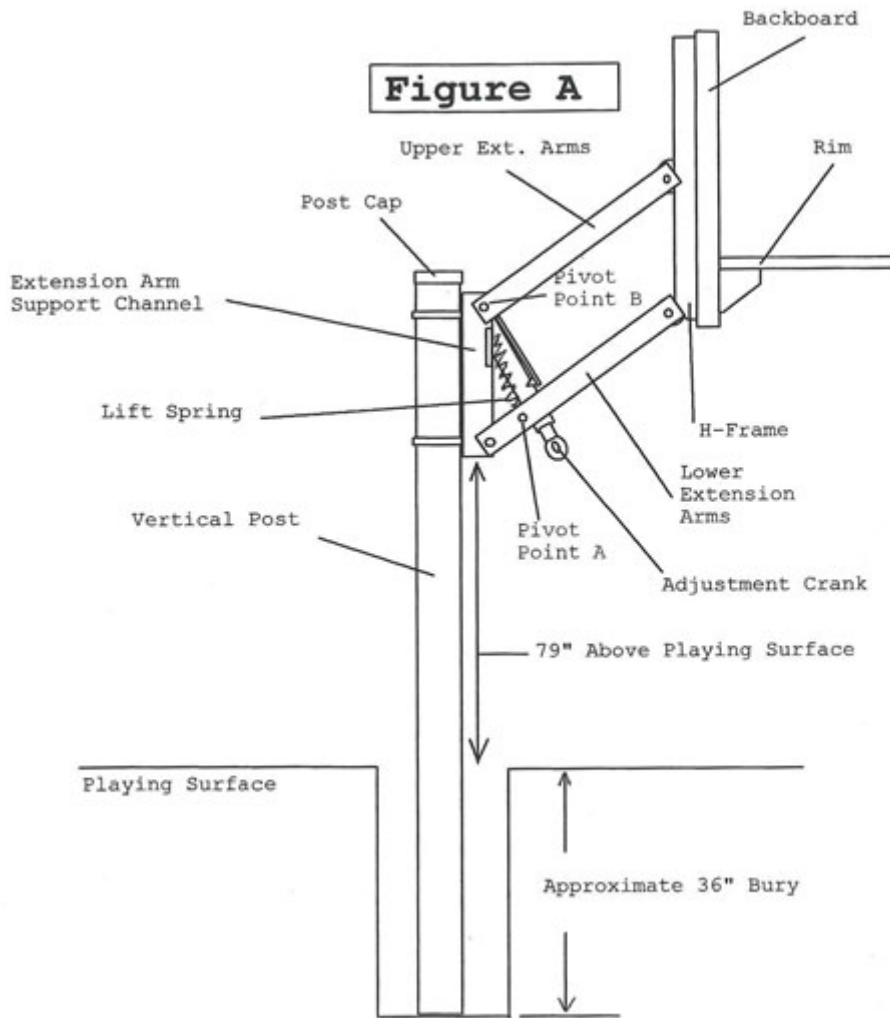 Backboard
Figure A
Upper Ext. Arms
Rim
Post Cap
Extension Arm
Support Channel
Pivot
Point B
Lift Spring
H-Frame
Lower
Extension
Arms
Vertical Post
Pivot
Point A
Adjustment Crank
79" Above Playing Surface
Playing Surface
Approximate 36" Bury